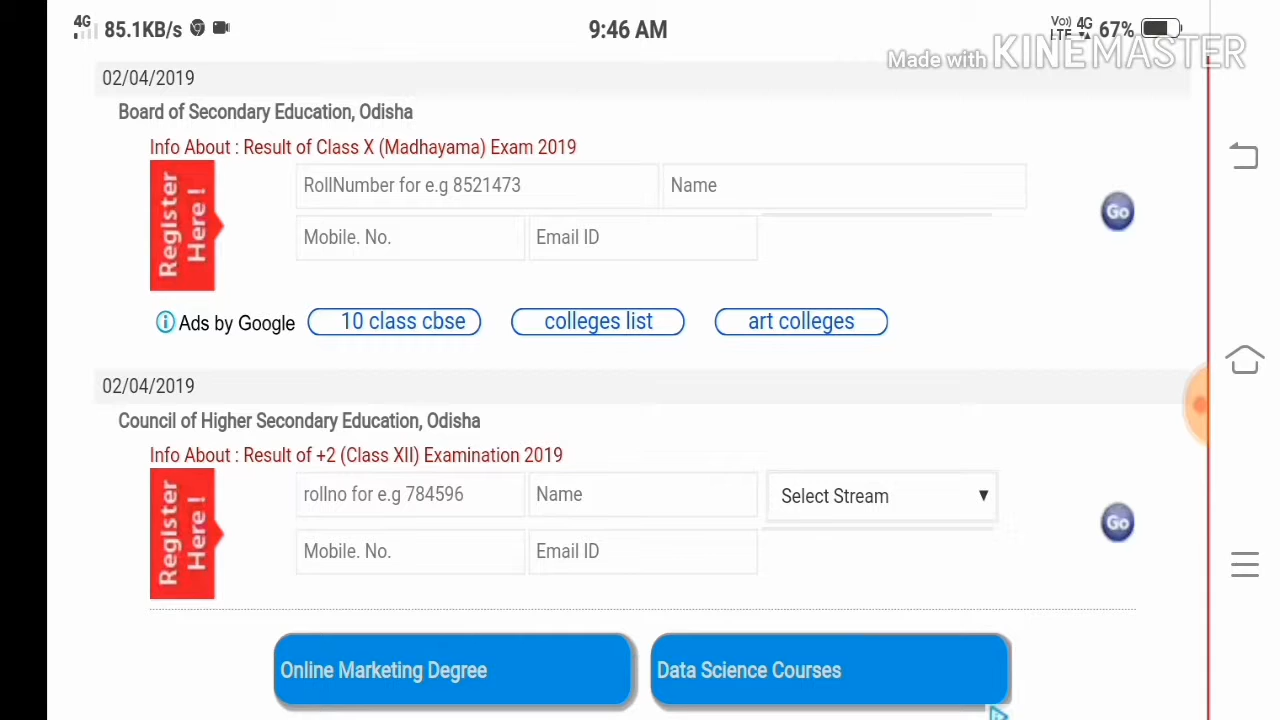 4G 85.1KB/s 9:46 AM Vo)) LTE 4G 67%
Made with KINEMASTER
02/04/2019
Board of Secondary Education, Odisha
Info About : Result of Class X (Madhayama) Exam 2019
Register Here !
RollNumber for e.g 8521473 Name
Go
Mobile. No. Email ID
Ads by Google 10 class cbse colleges list art colleges
02/04/2019
Council of Higher Secondary Education, Odisha
Info About : Result of +2 (Class XII) Examination 2019
Register Here !
rollno for e.g 784596 Name Select Stream
Go
Mobile. No. Email ID
Online Marketing Degree Data Science Courses